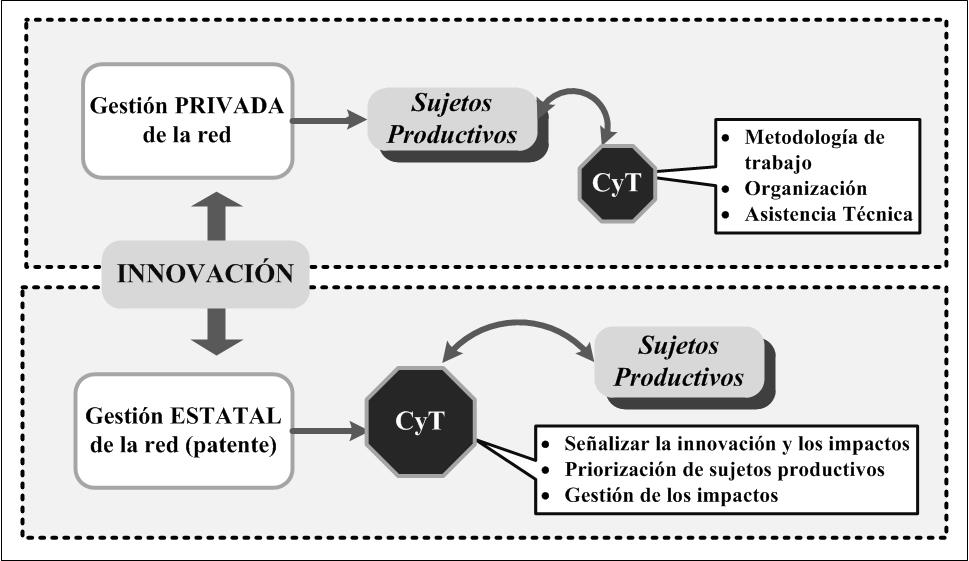 Gestión PRIVADA
de la red
Sujetos
Productivos
CyT
• Metodología de
trabajo
• Organización
• Asistencia Técnica
INNOVACIÓN
Gestión ESTATAL
de la red (patente)
CyT
Sujetos
Productivos
• Señalizar la innovación y los impactos
• Priorización de sujetos productivos
• Gestión de los impactos